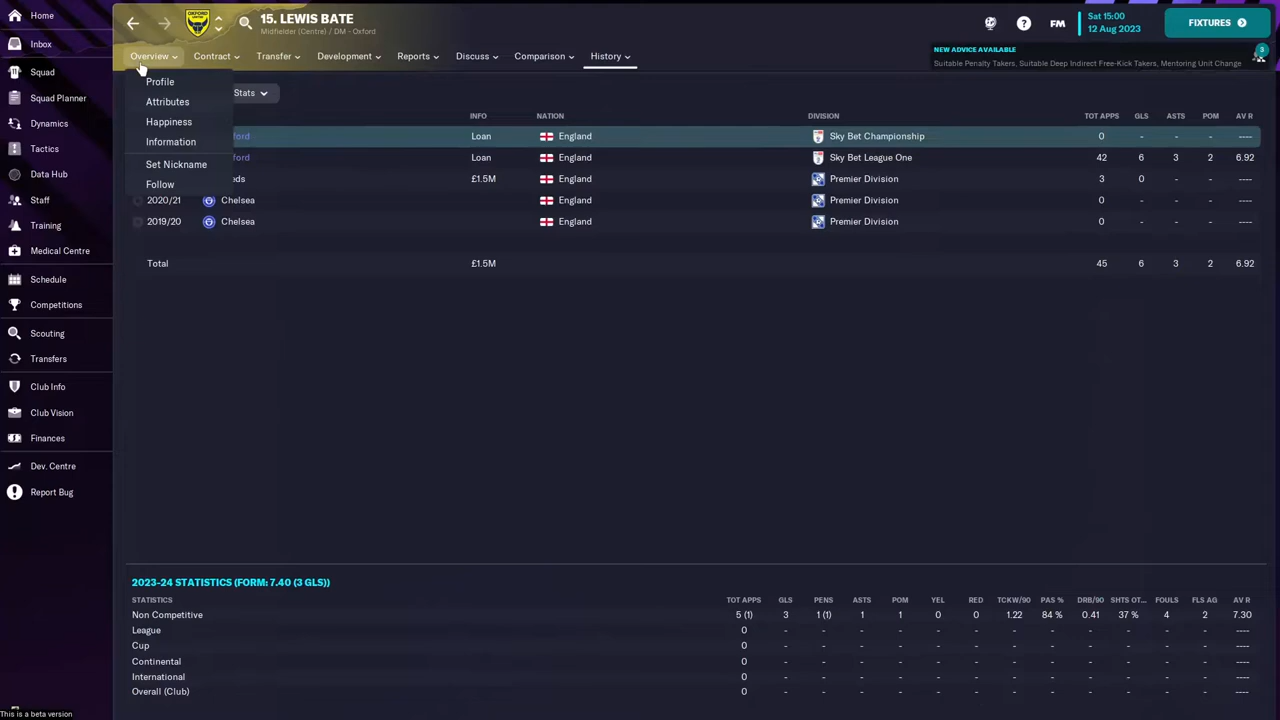 Home
Inbox
Squad
Squad Planner
Dynamics
Tactics
Data Hub
Staff
Training
Medical Centre
Schedule
Competitions
Scouting
Transfers
Club Info
Club Vision
Finances
Dev. Centre
Report Bug
This is a beta version
15. LEWIS BATE
Midfielder (Centre) / DM - Oxford
FM
Sat 15:00
12 Aug 2023
FIXTURES
Overview Contract Transfer Development Reports Discuss Comparison History
NEW ADVICE AVAILABLE
Suitable Penalty Takers, Suitable Deep Indirect Free-Kick Takers, Mentoring Unit Change
3
Profile
Attributes
Happiness
Information
Set Nickname
Follow
Stats
INFO NATION DIVISION TOT APPS GLS ASTS POM AV R
ford Loan England Sky Bet Championship 0 - - - ----
ford Loan England Sky Bet League One 42 6 3 2 6.92
eds £1.5M England Premier Division 3 0 - - ----
2020/21 Chelsea England Premier Division 0 - - - ----
2019/20 Chelsea England Premier Division 0 - - - ----
Total £1.5M 45 6 3 2 6.92
2023-24 STATISTICS (FORM: 7.40 (3 GLS))
STATISTICS TOT APPS GLS PENS ASTS POM YEL RED TCKW/90 PAS % DRB/90 SHTS OT... FOULS FLS AG AV R
Non Competitive 5 (1) 3 1 (1) 1 1 0 0 1.22 84 % 0.41 37 % 4 2 7.30
League 0 - - - - - - - - - - - - ----
Cup 0 - - - - - - - - - - - - ----
Continental 0 - - - - - - - - - - - - ----
International 0 - - - - - - - - - - - - ----
Overall (Club) 0 - - - - - - - - - - - - ----